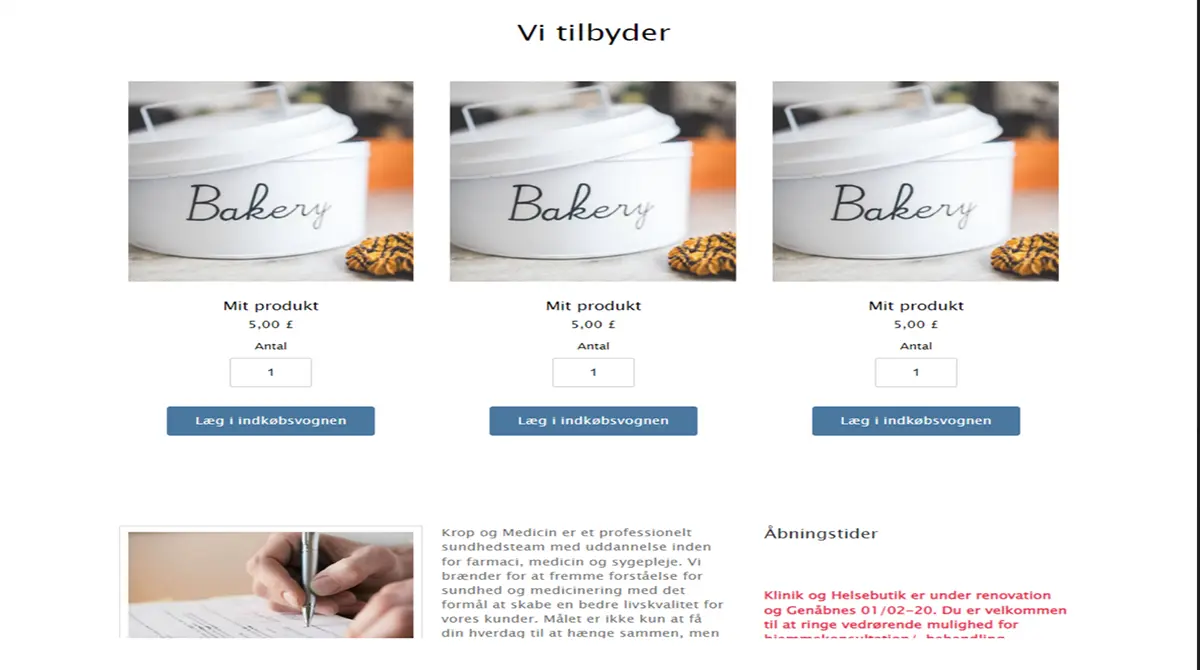 Vi tilbyder
Bakery
Bakery
Bakery
Mit produkt
5,00 £
Antal
1
Læg i indkøbsvognen
Mit produkt
5,00 £
Antal
1
Læg i indkøbsvognen
Mit produkt
5,00 £
Antal
1
Læg i indkøbsvognen
Krop og Medicin er et professionelt
sundhedsteam med uddannelse inden
for farmaci, medicin og sygepleje. Vi
brænder for at fremme forståelse for
sundhed og medicinering med det
formål at skabe en bedre livskvalitet for
vores kunder. Målet er ikke kun at få
din hverdag til at hænge sammen, men
Åbningstider
Klinik og Helsebutik er under renovation
og Genåbnes 01/02-20. Du er velkommen
til at ringe vedrørende mulighed for